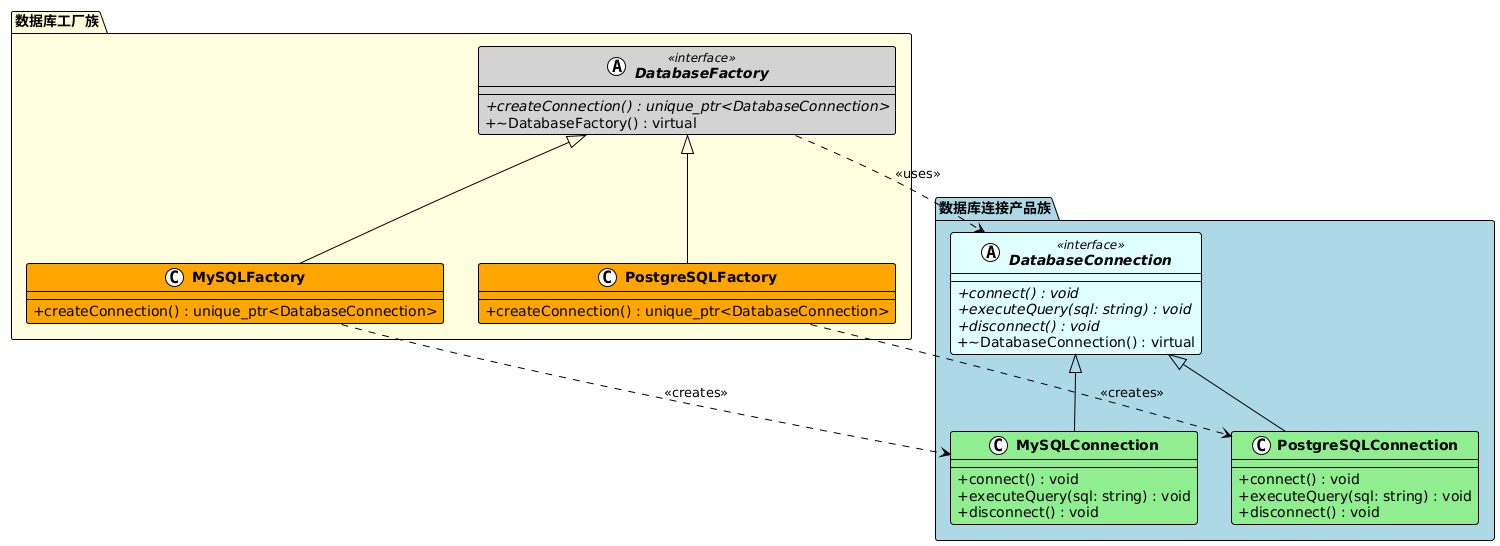 数据库工厂族
«interface»
A DatabaseFactory
+createConnection() : unique_ptr<DatabaseConnection>
+~DatabaseFactory() : virtual
«uses»
C MySQLFactory
+createConnection() : unique_ptr<DatabaseConnection>
C PostgreSQLFactory
+createConnection() : unique_ptr<DatabaseConnection>
数据库连接产品族
«interface»
A DatabaseConnection
+connect() : void
+executeQuery(sql: string) : void
+disconnect() : void
+~DatabaseConnection() : virtual
«creates»
«creates»
C MySQLConnection
+connect() : void
+executeQuery(sql: string) : void
+disconnect() : void
C PostgreSQLConnection
+connect() : void
+executeQuery(sql: string) : void
+disconnect() : void